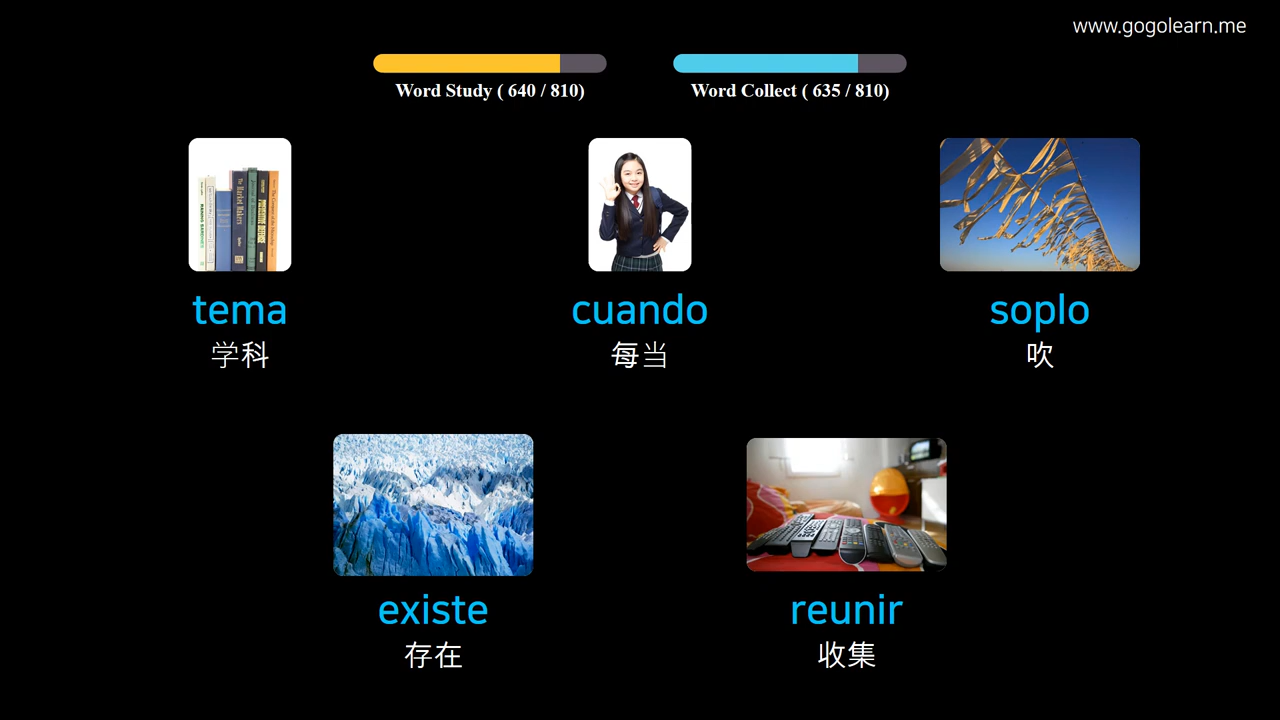 www.gogolearn.me
Word Study ( 640 / 810)
Word Collect ( 635 / 810)
tema
学科
cuando
每当
soplo
吹
existe
存在
reunir
收集